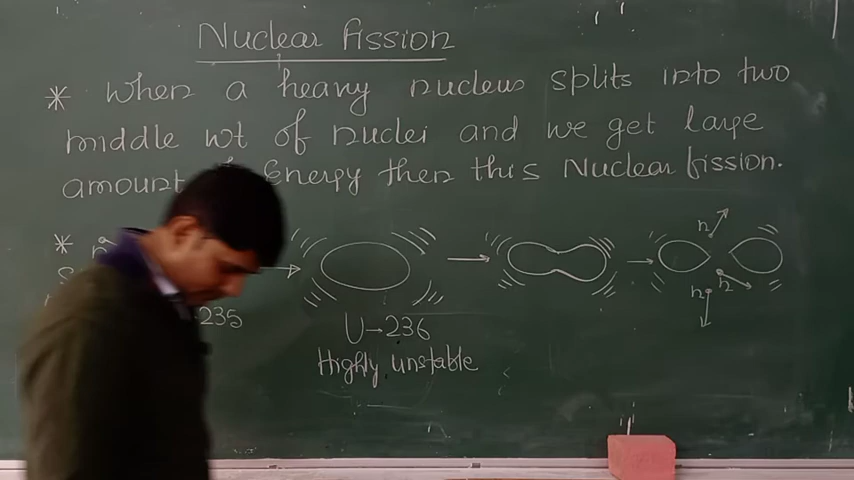 Nuclear fission
* When a heavy nucleus splits into two
middle wt of nuclei and we get large
amount Energy then this Nuclear fission.
* n
S
235
U→236
Highly unstable
n
n
n